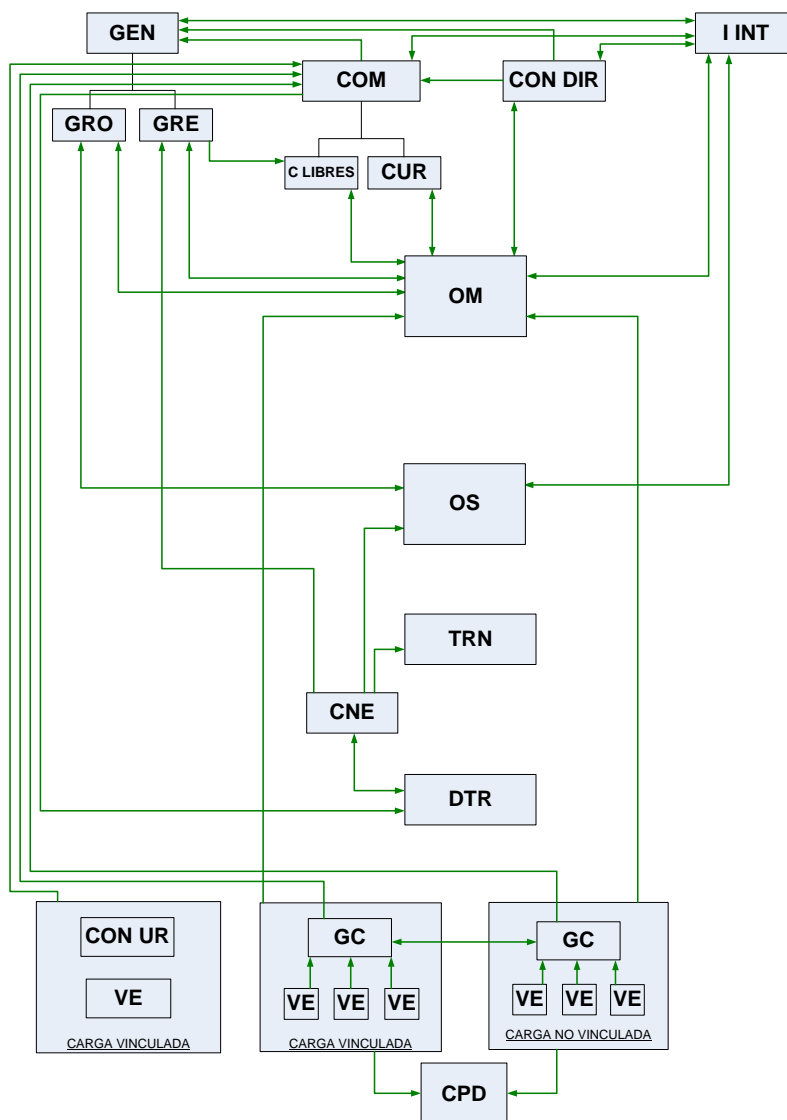 GEN
I INT
COM
CON DIR
GRO
GRE
C LIBRES
CUR
OM
OS
TRN
CNE
DTR
CON UR
VE
CARGA VINCULADA
GC
VE
VE
VE
CARGA VINCULADA
GC
VE
VE
VE
CARGA NO VINCULADA
CPD